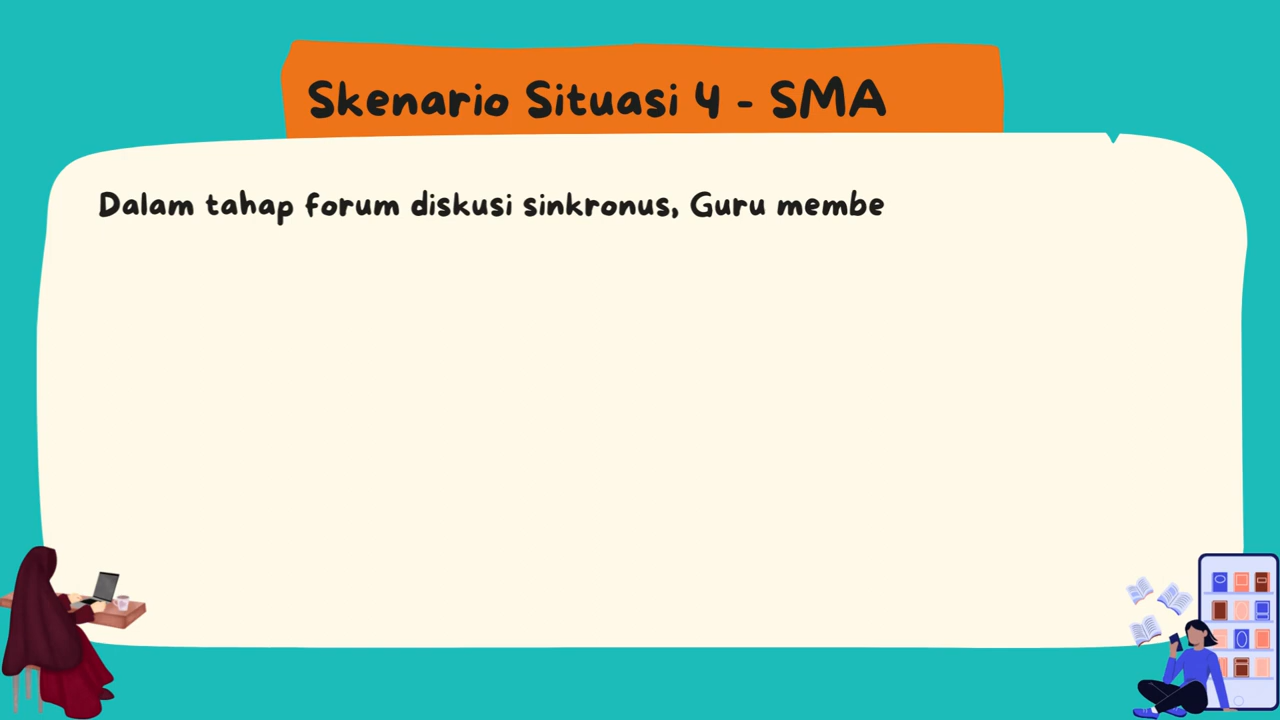 Skenario Situasi 4 - SMA
Dalam tahap forum diskusi sinkronus, Guru membe